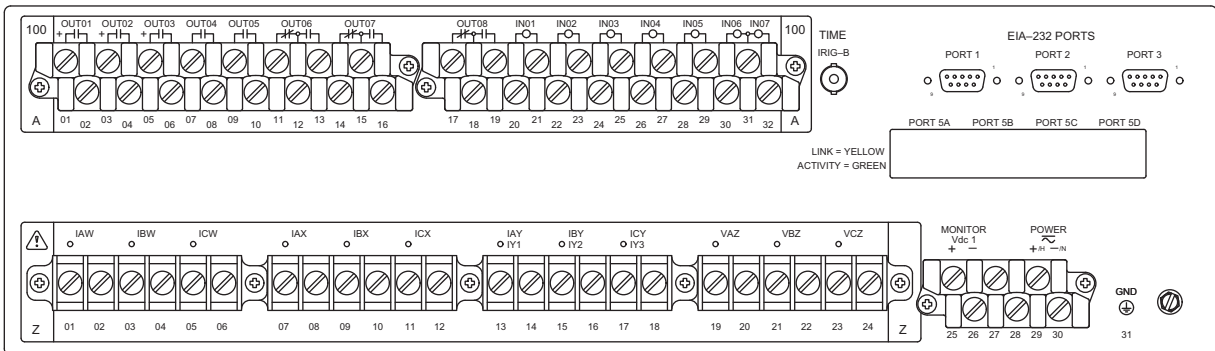 100 OUT01 OUT02 OUT03 OUT04 OUT05 OUT06 OUT07 OUT08 IN01 IN02 IN03 IN04 IN05 IN06 IN07 100
+ + +
A 01 02 03 04 05 06 07 08 09 10 11 12 13 14 15 16 17 18 19 20 21 22 23 24 25 26 27 28 29 30 31 32 A
TIME
IRIG–B
EIA–232 PORTS
PORT 1 PORT 2 PORT 3
1 1 1
9 9 9
PORT 5A PORT 5B PORT 5C PORT 5D
LINK = YELLOW
ACTIVITY = GREEN
IAW IBW ICW IAX IBX ICX IAY IBY ICY VAZ VBZ VCZ
IY1 IY2 IY3
Z 01 02 03 04 05 06 07 08 09 10 11 12 13 14 15 16 17 18 19 20 21 22 23 24 Z
MONITOR
Vdc 1
+ –
POWER
+/H –/N
25 26 27 28 29 30
GND
31